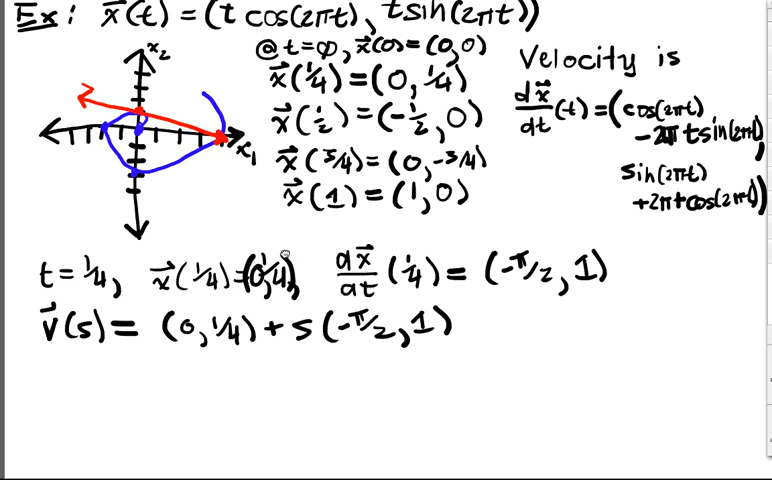 Ex: x⃗(t) = (t cos(2πt), t sin(2πt))
@ t=0, x⃗(0) = (0,0)
x⃗(1/4) = (0, 1/4)
x⃗(1/2) = (-1/2, 0)
x⃗(3/4) = (0, -3/4)
x⃗(1) = (1, 0)
x₂
x₁
Velocity is
dx⃗/dt (t) = (cos(2πt)
-2πt sin(2πt),
sin(2πt)
+2πt cos(2πt))
t = 1/4, x⃗(1/4) = (0, 1/4), dx⃗/dt (1/4) = (-π/2, 1)
v⃗(s) = (0, 1/4) + s(-π/2, 1)